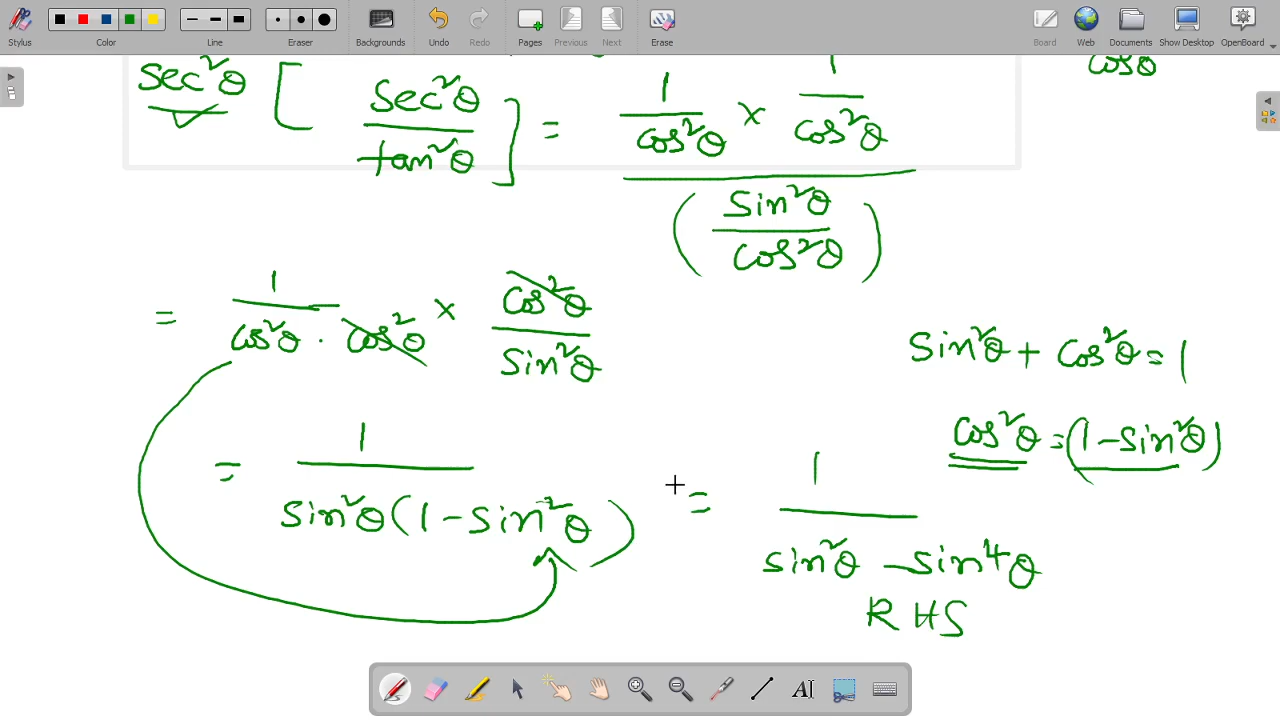 Stylus Color Line Eraser Backgrounds Undo Redo Pages Previous Next Erase Board Web Documents Show Desktop OpenBoard
sec²θ [ sec²θ / tan²θ ] = 1/cos²θ × 1/cos²θ / ( sin²θ / cos²θ )
cosθ
= 1 / cos²θ · cos²θ × cos²θ / sin²θ
sin²θ + cos²θ = 1
cos²θ = (1 - sin²θ)
= 1 / sin²θ(1 - sin²θ) = 1 / sin²θ - sin⁴θ
RHS
AI